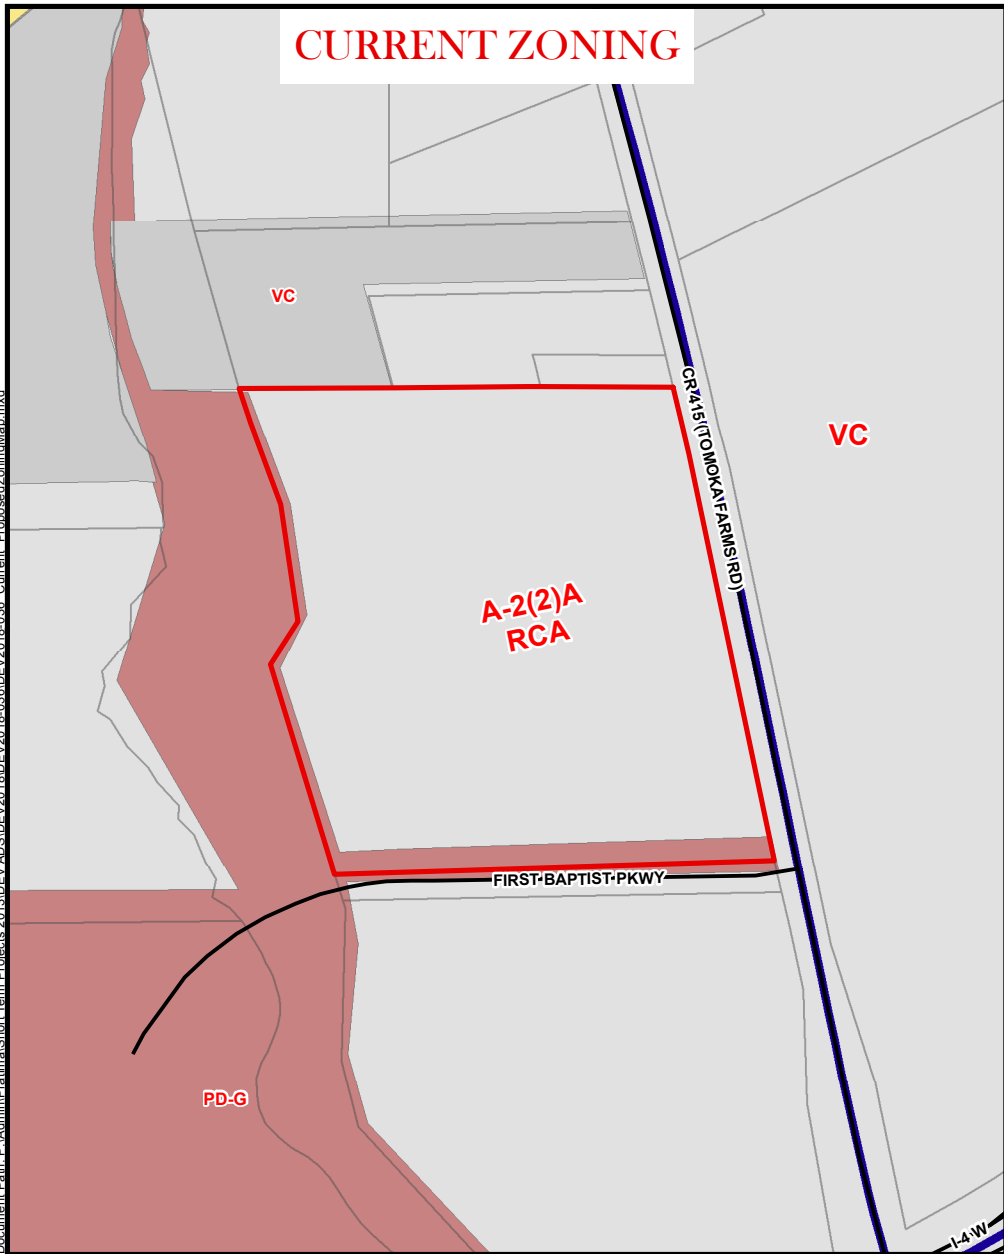 CURRENT ZONING
VC
CR 415 (TOMOKA FARMS RD)
VC
A-2(2)A
RCA
FIRST BAPTIST PKWY
PD-G
I-4 W